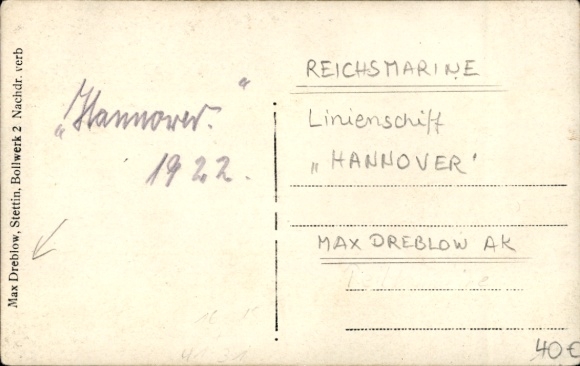 Max Dreblow, Stettin, Bollwerk 2 Nachdr. verb
„Hannover."
1922.
REICHSMARINE
Linienschiff
„HANNOVER'
MAX DREBLOW AK
40€